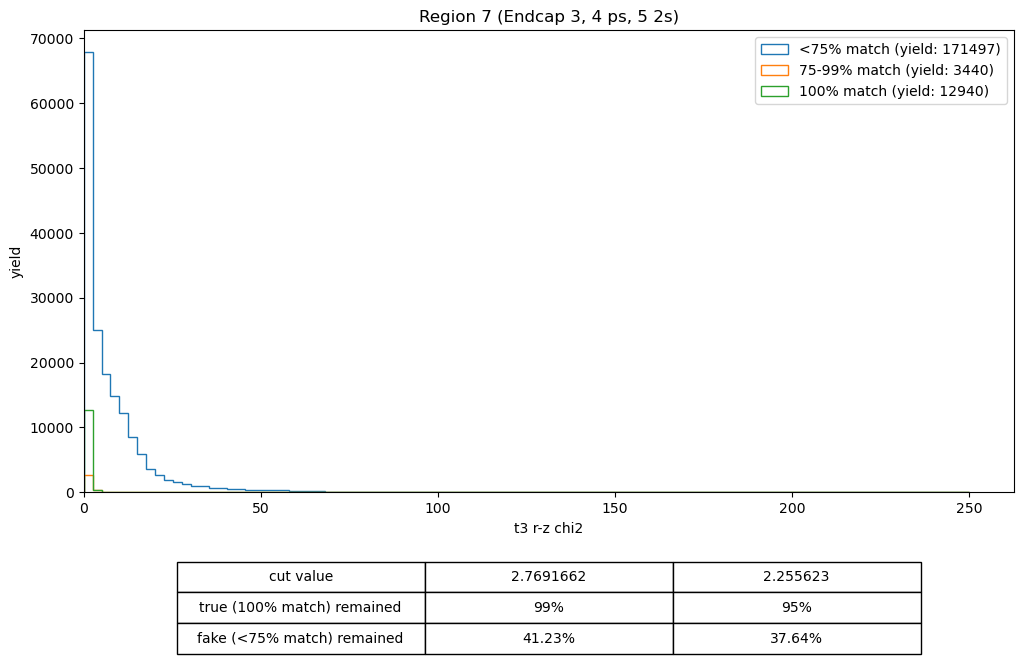 Region 7 (Endcap 3, 4 ps, 5 2s)
<75% match (yield: 171497)
75-99% match (yield: 3440)
100% match (yield: 12940)
yield
70000
60000
50000
40000
30000
20000
10000
0
0 50 100 150 200 250
t3 r-z chi2
cut value 2.7691662 2.255623
true (100% match) remained 99% 95%
fake (<75% match) remained 41.23% 37.64%